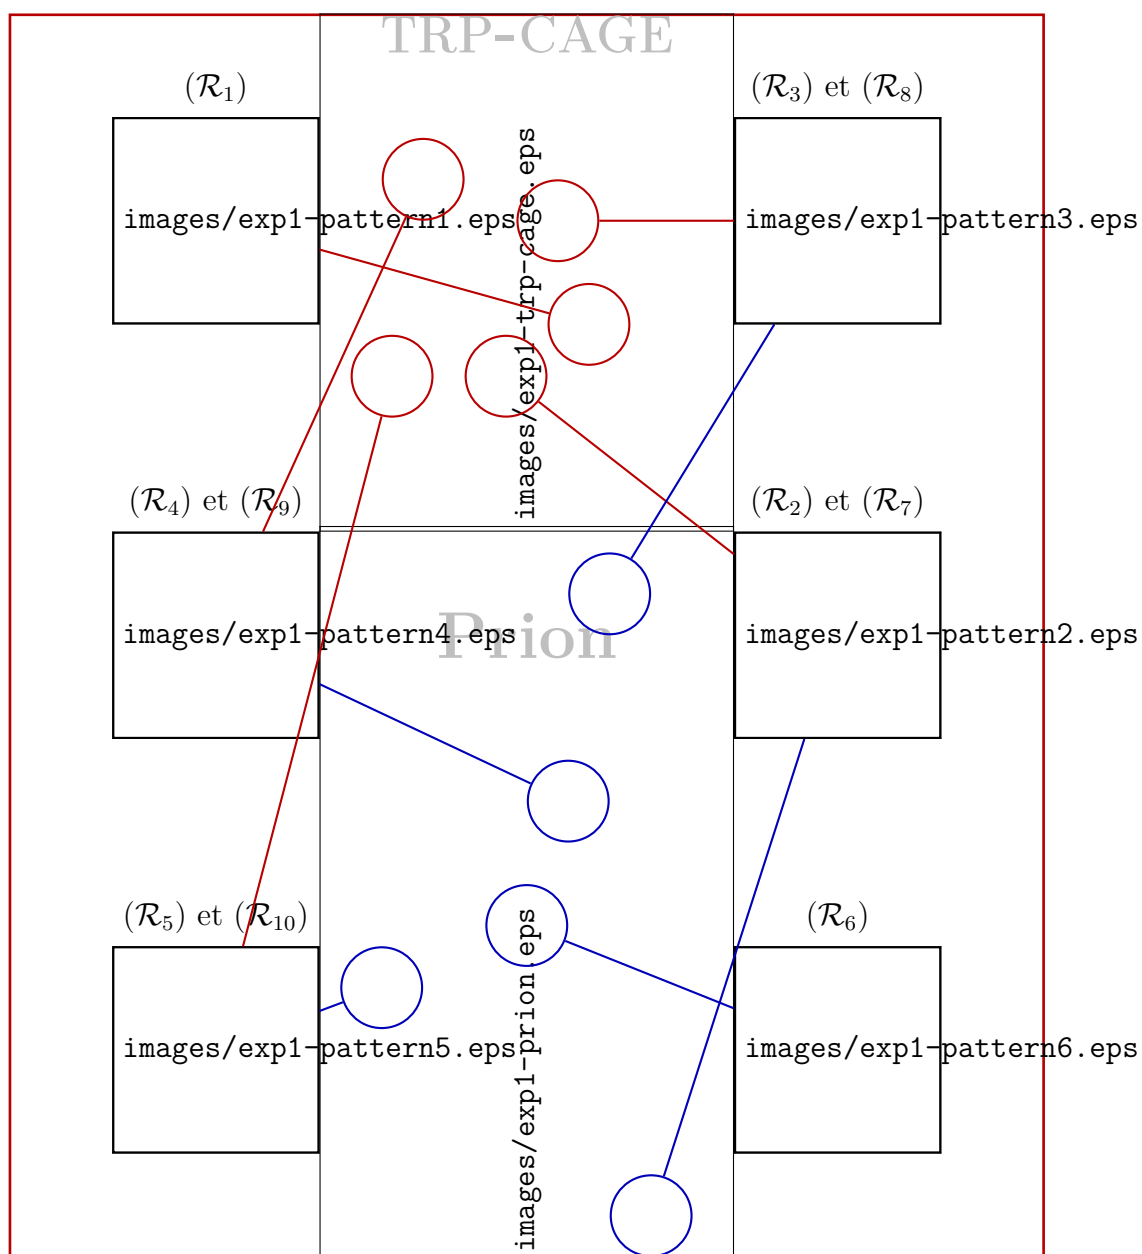 TRP-CAGE
(R₁)
(R₃) et (R₈)
images/exp1-pattern1.eps
images/exp1-trp-cage.eps
images/exp1-pattern3.eps
(R₄) et (R₉)
(R₂) et (R₇)
images/exp1-pattern4.eps
Prion
images/exp1-pattern2.eps
(R₅) et (R₁₀)
(R₆)
images/exp1-pattern5.eps
images/exp1-prion.eps
images/exp1-pattern6.eps